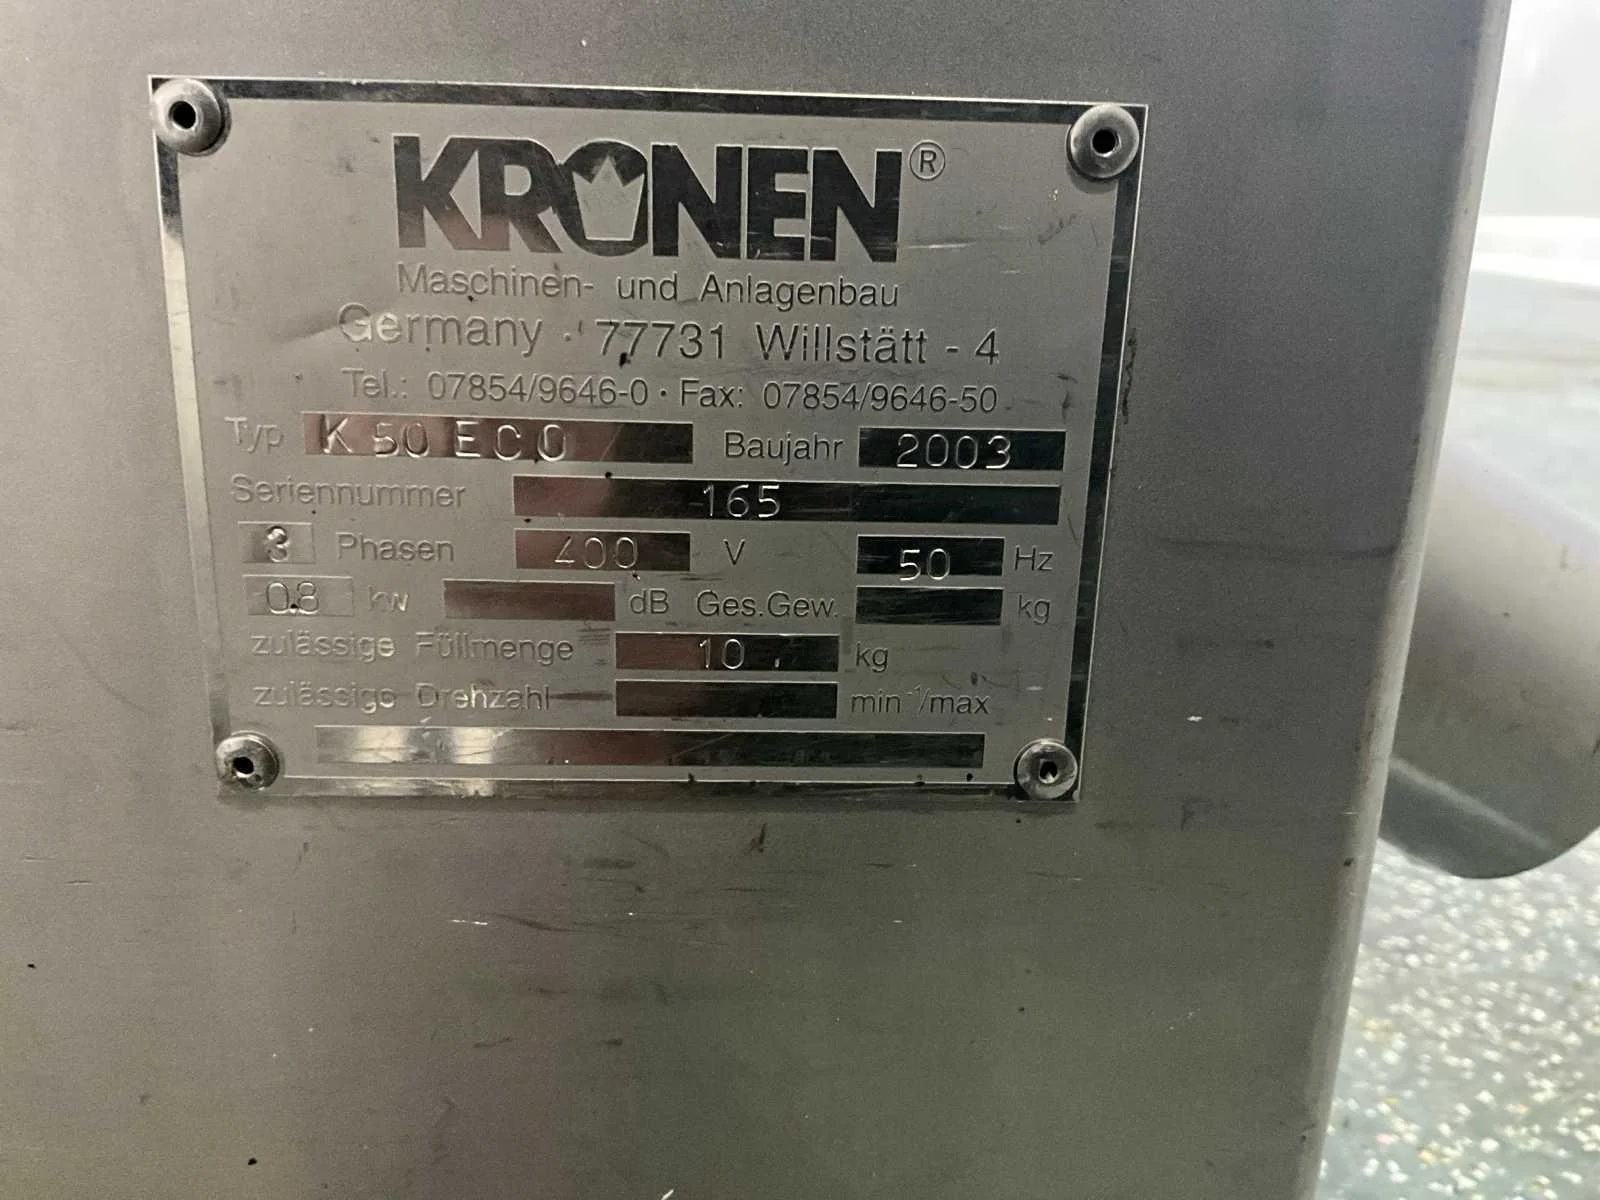 KRONEN®
Maschinen- und Anlagenbau
Germany · 77731 Willstätt - 4
Tel.: 07854/9646-0 · Fax: 07854/9646-50
Typ K 50 ECO Baujahr 2003
Seriennummer 165
3 Phasen 400 V 50 Hz
0.8 kw dB Ges.Gew. kg
zulässige Füllmenge 10 kg
zulässige Drehzahl min⁻¹/max